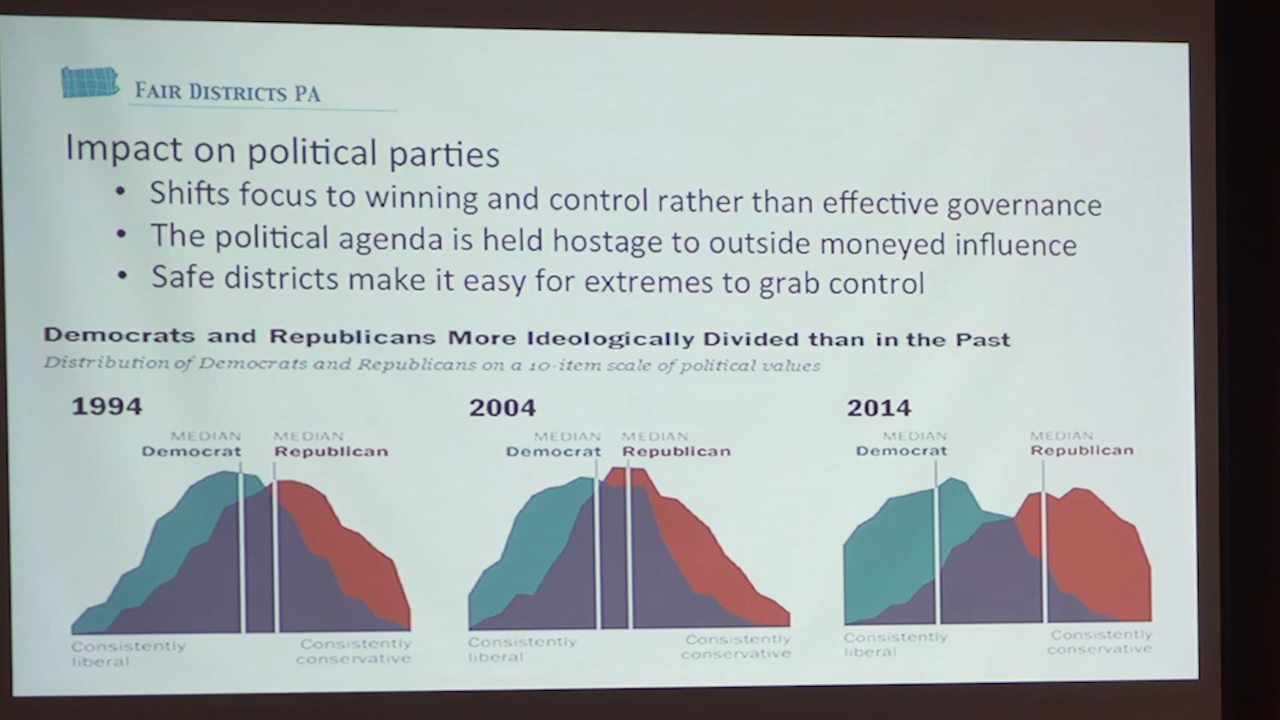 FAIR DISTRICTS PA
Impact on political parties
• Shifts focus to winning and control rather than effective governance
• The political agenda is held hostage to outside moneyed influence
• Safe districts make it easy for extremes to grab control
Democrats and Republicans More Ideologically Divided than in the Past
Distribution of Democrats and Republicans on a 10-item scale of political values
1994
MEDIAN MEDIAN
Democrat Republican
Consistently Consistently
liberal conservative
2004
MEDIAN MEDIAN
Democrat Republican
Consistently Consistently
liberal conservative
2014
MEDIAN MEDIAN
Democrat Republican
Consistently Consistently
liberal conservative